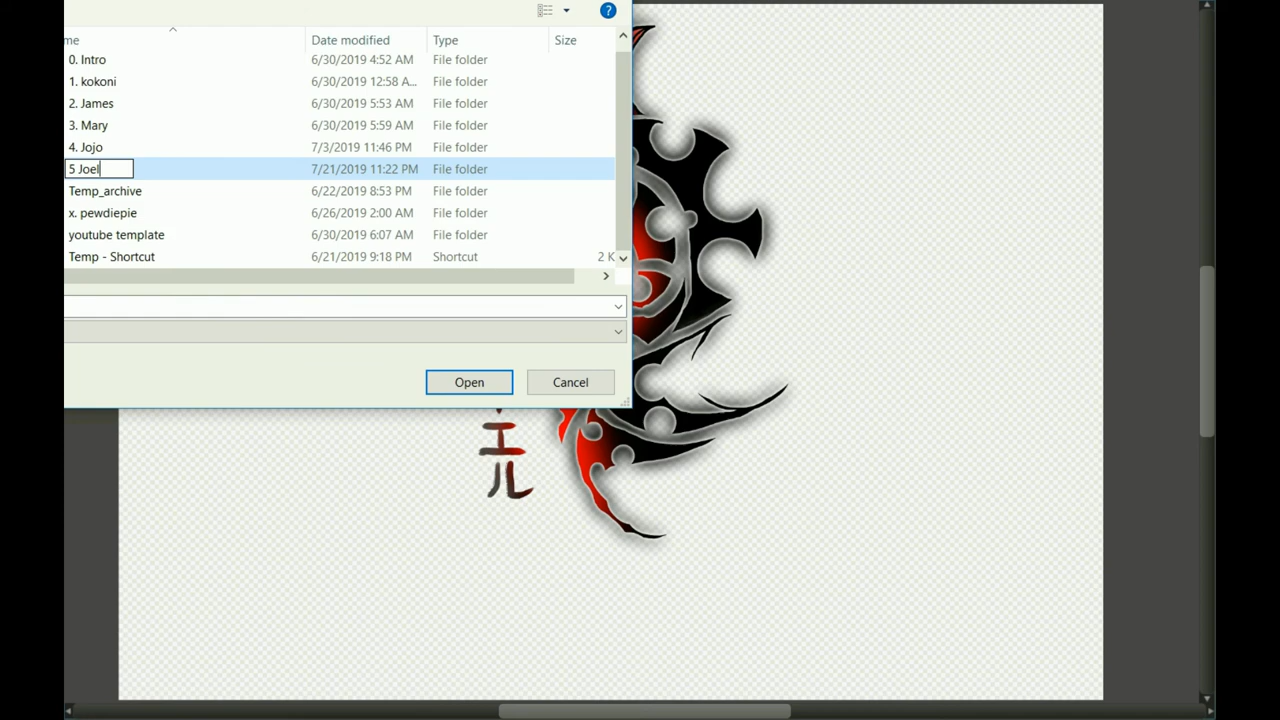 ?
me Date modified Type Size
0. Intro 6/30/2019 4:52 AM File folder
1. kokoni 6/30/2019 12:58 A... File folder
2. James 6/30/2019 5:53 AM File folder
3. Mary 6/30/2019 5:59 AM File folder
4. Jojo 7/3/2019 11:46 PM File folder
5 Joel 7/21/2019 11:22 PM File folder
Temp_archive 6/22/2019 8:53 PM File folder
x. pewdiepie 6/26/2019 2:00 AM File folder
youtube template 6/30/2019 6:07 AM File folder
Temp - Shortcut 6/21/2019 9:18 PM Shortcut 2 K
Open Cancel
エ
ル